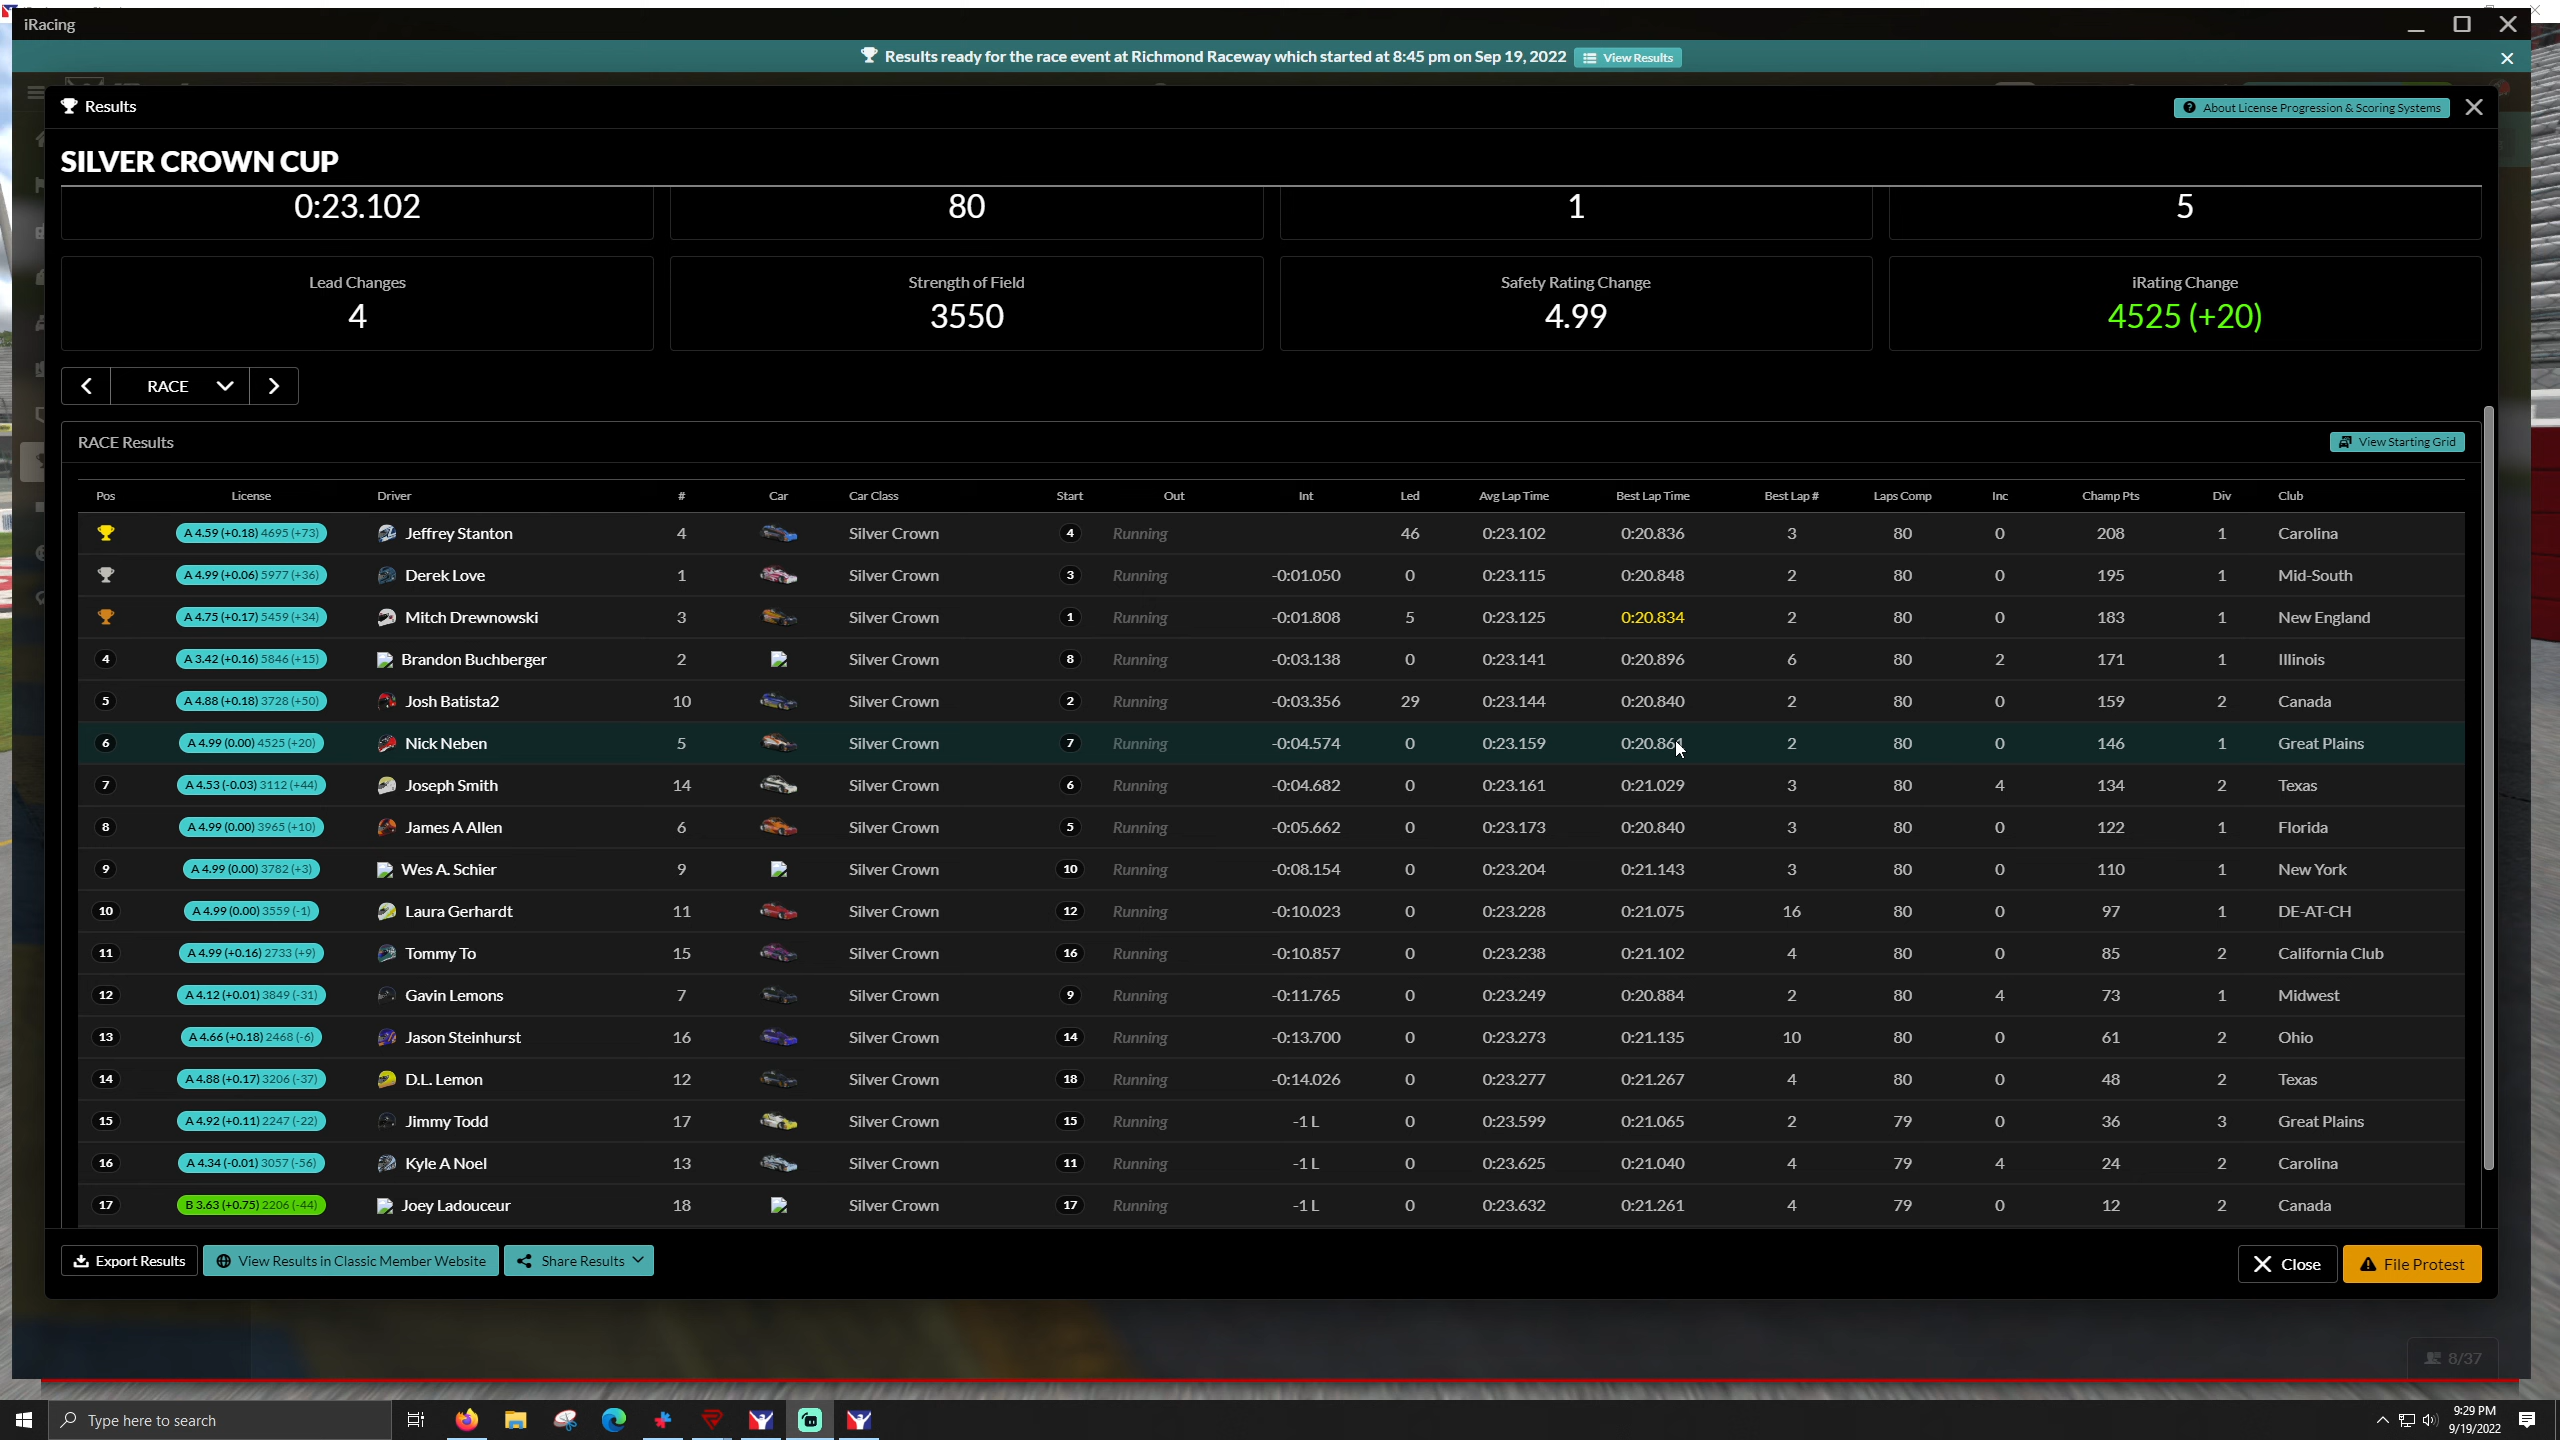 iRacing
Results ready for the race event at Richmond Raceway which started at 8:45 pm on Sep 19, 2022 View Results
Results About License Progression & Scoring Systems
SILVER CROWN CUP
0:23.102 80 1 5
Lead Changes Strength of Field Safety Rating Change iRating Change
4 3550 4.99 4525 (+20)
RACE
RACE Results View Starting Grid
Pos License Driver # Car Car Class Start Out Int Led Avg Lap Time Best Lap Time Best Lap # Laps Comp Inc Champ Pts Div Club
A 4.59 (+0.18) 4695 (+73) Jeffrey Stanton 4 Silver Crown 4 Running 46 0:23.102 0:20.836 3 80 0 208 1 Carolina
A 4.99 (+0.06) 5977 (+36) Derek Love 1 Silver Crown 3 Running -0:01.050 0 0:23.115 0:20.848 2 80 0 195 1 Mid-South
A 4.75 (+0.17) 5459 (+34) Mitch Drewnowski 3 Silver Crown 1 Running -0:01.808 5 0:23.125 0:20.834 2 80 0 183 1 New England
4 A 3.42 (+0.16) 5846 (+15) Brandon Buchberger 2 Silver Crown 8 Running -0:03.138 0 0:23.141 0:20.896 6 80 2 171 1 Illinois
5 A 4.88 (+0.18) 3728 (+50) Josh Batista2 10 Silver Crown 2 Running -0:03.356 29 0:23.144 0:20.840 2 80 0 159 2 Canada
6 A 4.99 (0.00) 4525 (+20) Nick Neben 5 Silver Crown 7 Running -0:04.574 0 0:23.159 0:20.861 2 80 0 146 1 Great Plains
7 A 4.53 (-0.03) 3112 (+44) Joseph Smith 14 Silver Crown 6 Running -0:04.682 0 0:23.161 0:21.029 3 80 4 134 2 Texas
8 A 4.99 (0.00) 3965 (+10) James A Allen 6 Silver Crown 5 Running -0:05.662 0 0:23.173 0:20.840 3 80 0 122 1 Florida
9 A 4.99 (0.00) 3782 (+3) Wes A. Schier 9 Silver Crown 10 Running -0:08.154 0 0:23.204 0:21.143 3 80 0 110 1 New York
10 A 4.99 (0.00) 3559 (-1) Laura Gerhardt 11 Silver Crown 12 Running -0:10.023 0 0:23.228 0:21.075 16 80 0 97 1 DE-AT-CH
11 A 4.99 (+0.16) 2733 (+9) Tommy To 15 Silver Crown 16 Running -0:10.857 0 0:23.238 0:21.102 4 80 0 85 2 California Club
12 A 4.12 (+0.01) 3849 (-31) Gavin Lemons 7 Silver Crown 9 Running -0:11.765 0 0:23.249 0:20.884 2 80 4 73 1 Midwest
13 A 4.66 (+0.18) 2468 (-6) Jason Steinhurst 16 Silver Crown 14 Running -0:13.700 0 0:23.273 0:21.135 10 80 0 61 2 Ohio
14 A 4.88 (+0.17) 3206 (-37) D.L. Lemon 12 Silver Crown 18 Running -0:14.026 0 0:23.277 0:21.267 4 80 0 48 2 Texas
15 A 4.92 (+0.11) 2247 (-22) Jimmy Todd 17 Silver Crown 15 Running -1 L 0 0:23.599 0:21.065 2 79 0 36 3 Great Plains
16 A 4.34 (-0.01) 3057 (-56) Kyle A Noel 13 Silver Crown 11 Running -1 L 0 0:23.625 0:21.040 4 79 4 24 2 Carolina
17 B 3.63 (+0.75) 2206 (-44) Joey Ladouceur 18 Silver Crown 17 Running -1 L 0 0:23.632 0:21.261 4 79 0 12 2 Canada
Export Results View Results in Classic Member Website Share Results Close File Protest
8/37
Type here to search 9:29 PM
9/19/2022